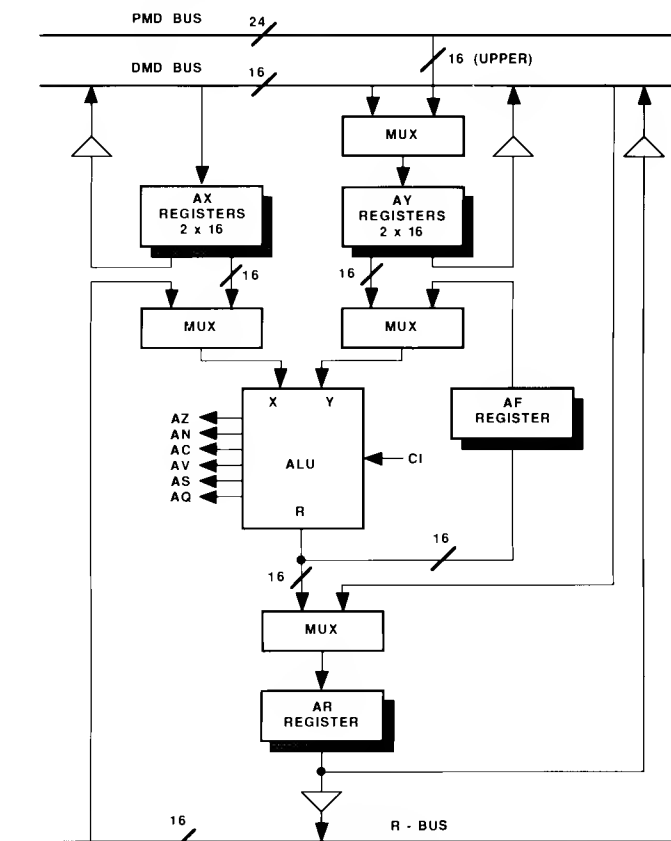 PMD BUS 24
16 (UPPER)
DMD BUS 16
MUX
AX
REGISTERS
2 x 16
AY
REGISTERS
2 x 16
16
16
MUX
MUX
X Y
AF
REGISTER
AZ
AN
AC
AV
AS
AQ
ALU
CI
R
16
16
MUX
AR
REGISTER
16
R - BUS